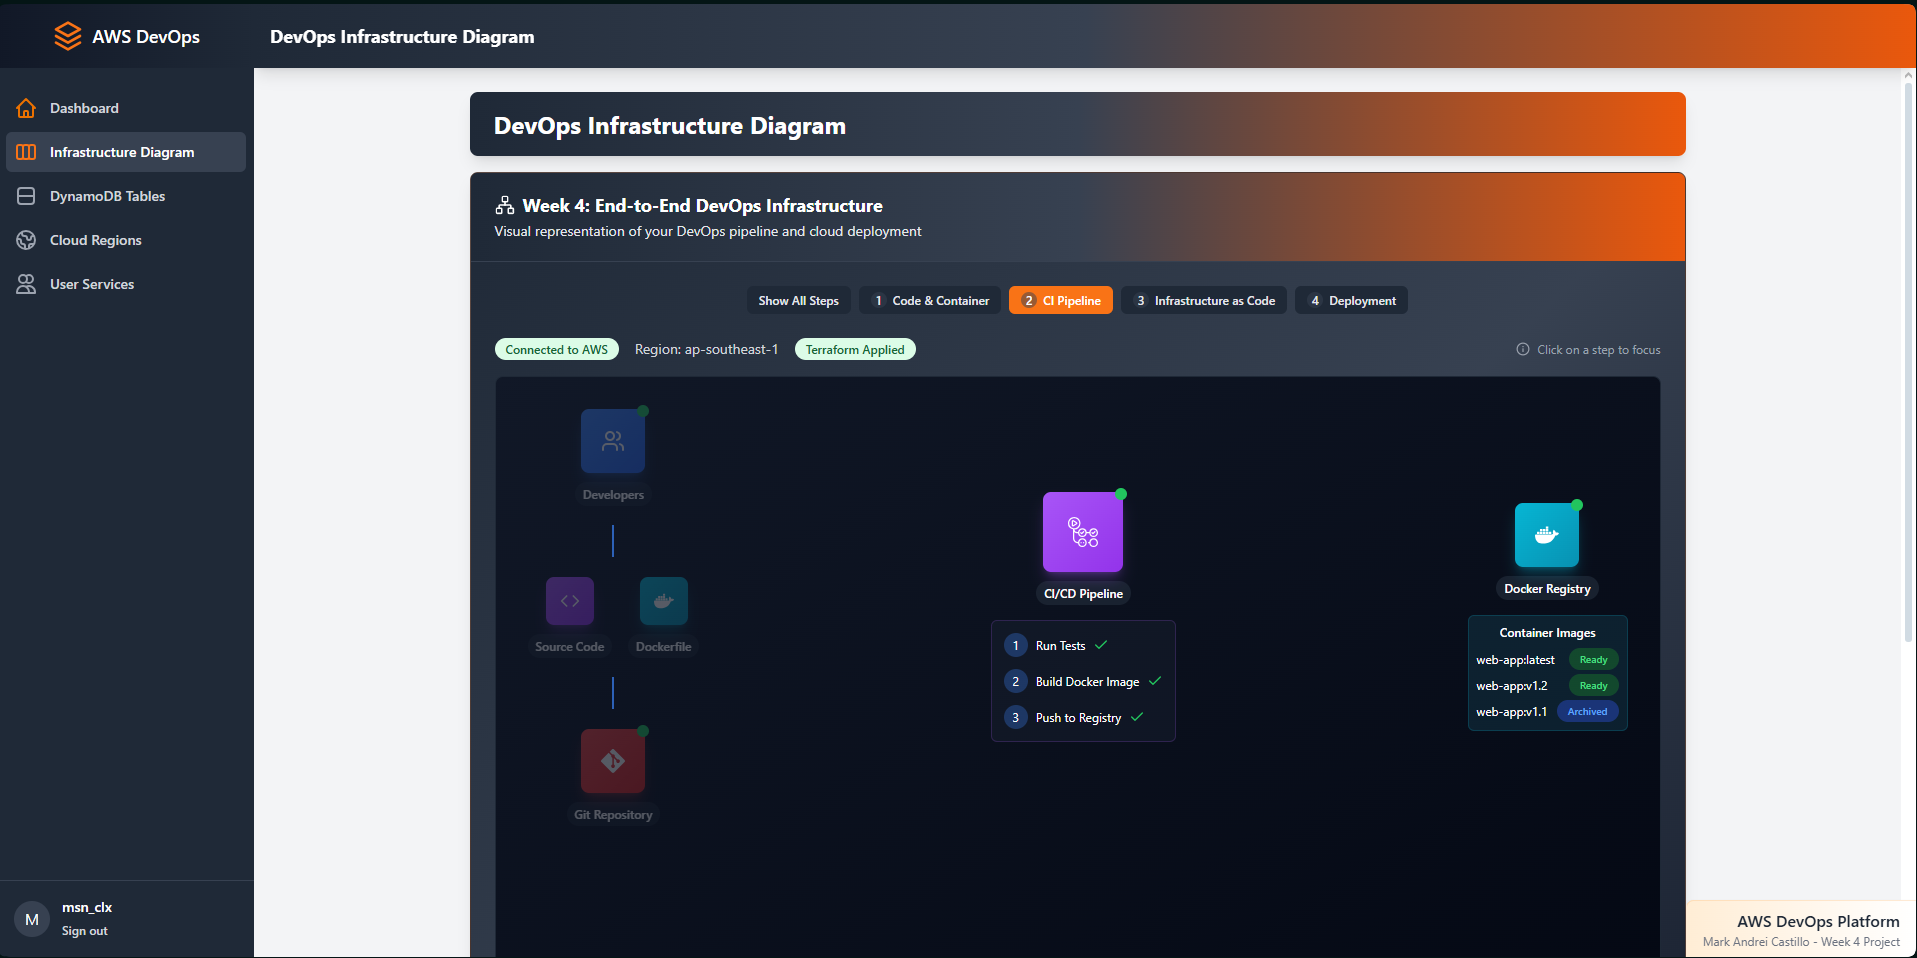 AWS DevOps
DevOps Infrastructure Diagram
Dashboard
Infrastructure Diagram
DynamoDB Tables
Cloud Regions
User Services
M
msn_clx
Sign out
DevOps Infrastructure Diagram
Week 4: End-to-End DevOps Infrastructure
Visual representation of your DevOps pipeline and cloud deployment
Show All Steps
1 Code & Container
2 CI Pipeline
3 Infrastructure as Code
4 Deployment
Connected to AWS
Region: ap-southeast-1
Terraform Applied
Click on a step to focus
Developers
Source Code
Dockerfile
Git Repository
CI/CD Pipeline
1 Run Tests
2 Build Docker Image
3 Push to Registry
Docker Registry
Container Images
web-app:latest Ready
web-app:v1.2 Ready
web-app:v1.1 Archived
AWS DevOps Platform
Mark Andrei Castillo - Week 4 Project